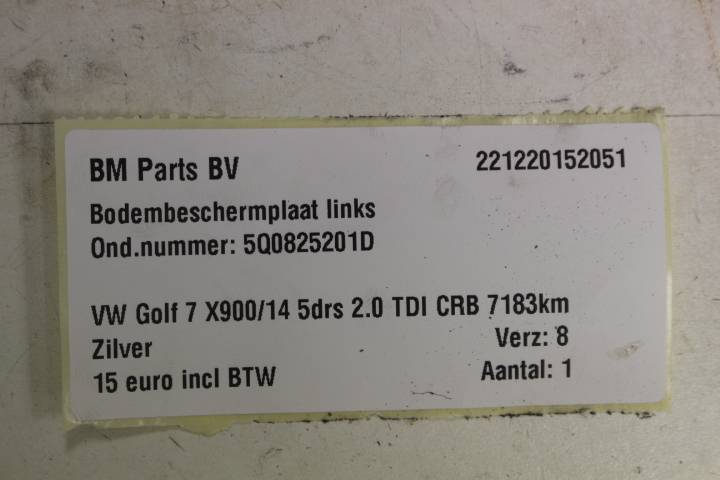 BM Parts BV 221220152051
Bodembeschermplaat links
Ond.nummer: 5Q0825201D
VW Golf 7 X900/14 5drs 2.0 TDI CRB 7183km
Zilver Verz: 8
15 euro incl BTW Aantal: 1